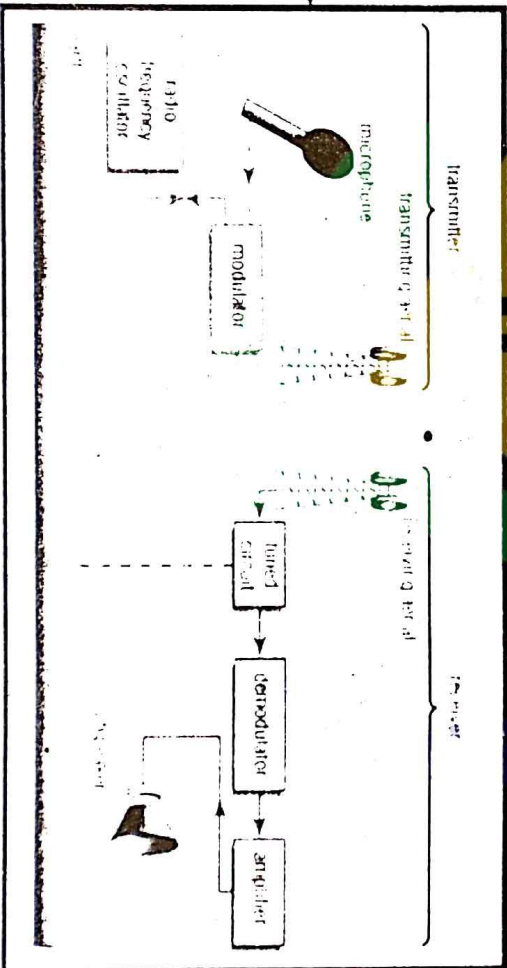 transmitter
receiver
transmitting aerial
receiving aerial
microphone
modulator
tuned
circuit
demodulator
amplifier
radio
frequency
oscillator